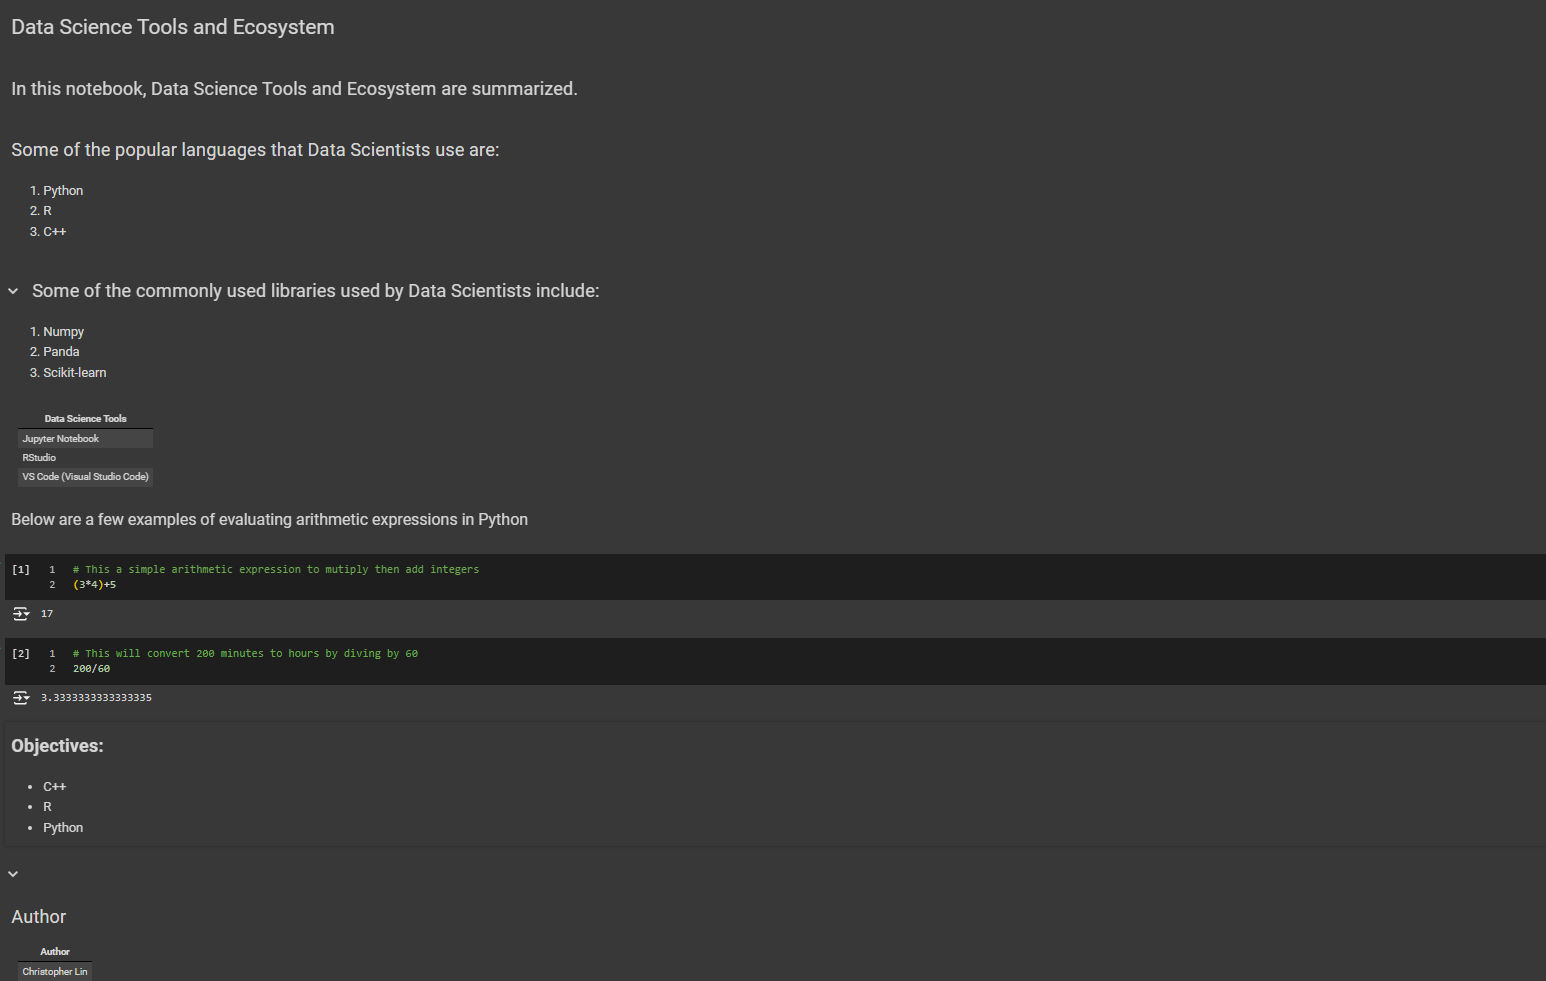 Data Science Tools and Ecosystem
In this notebook, Data Science Tools and Ecosystem are summarized.
Some of the popular languages that Data Scientists use are:
1. Python
2. R
3. C++
Some of the commonly used libraries used by Data Scientists include:
1. Numpy
2. Panda
3. Scikit-learn
Data Science Tools
Jupyter Notebook
RStudio
VS Code (Visual Studio Code)
Below are a few examples of evaluating arithmetic expressions in Python
[1] 1 # This a simple arithmetic expression to mutiply then add integers
2 (3*4)+5
17
[2] 1 # This will convert 200 minutes to hours by diving by 60
2 200/60
3.3333333333333335
Objectives:
• C++
• R
• Python
Author
Author
Christopher Lin